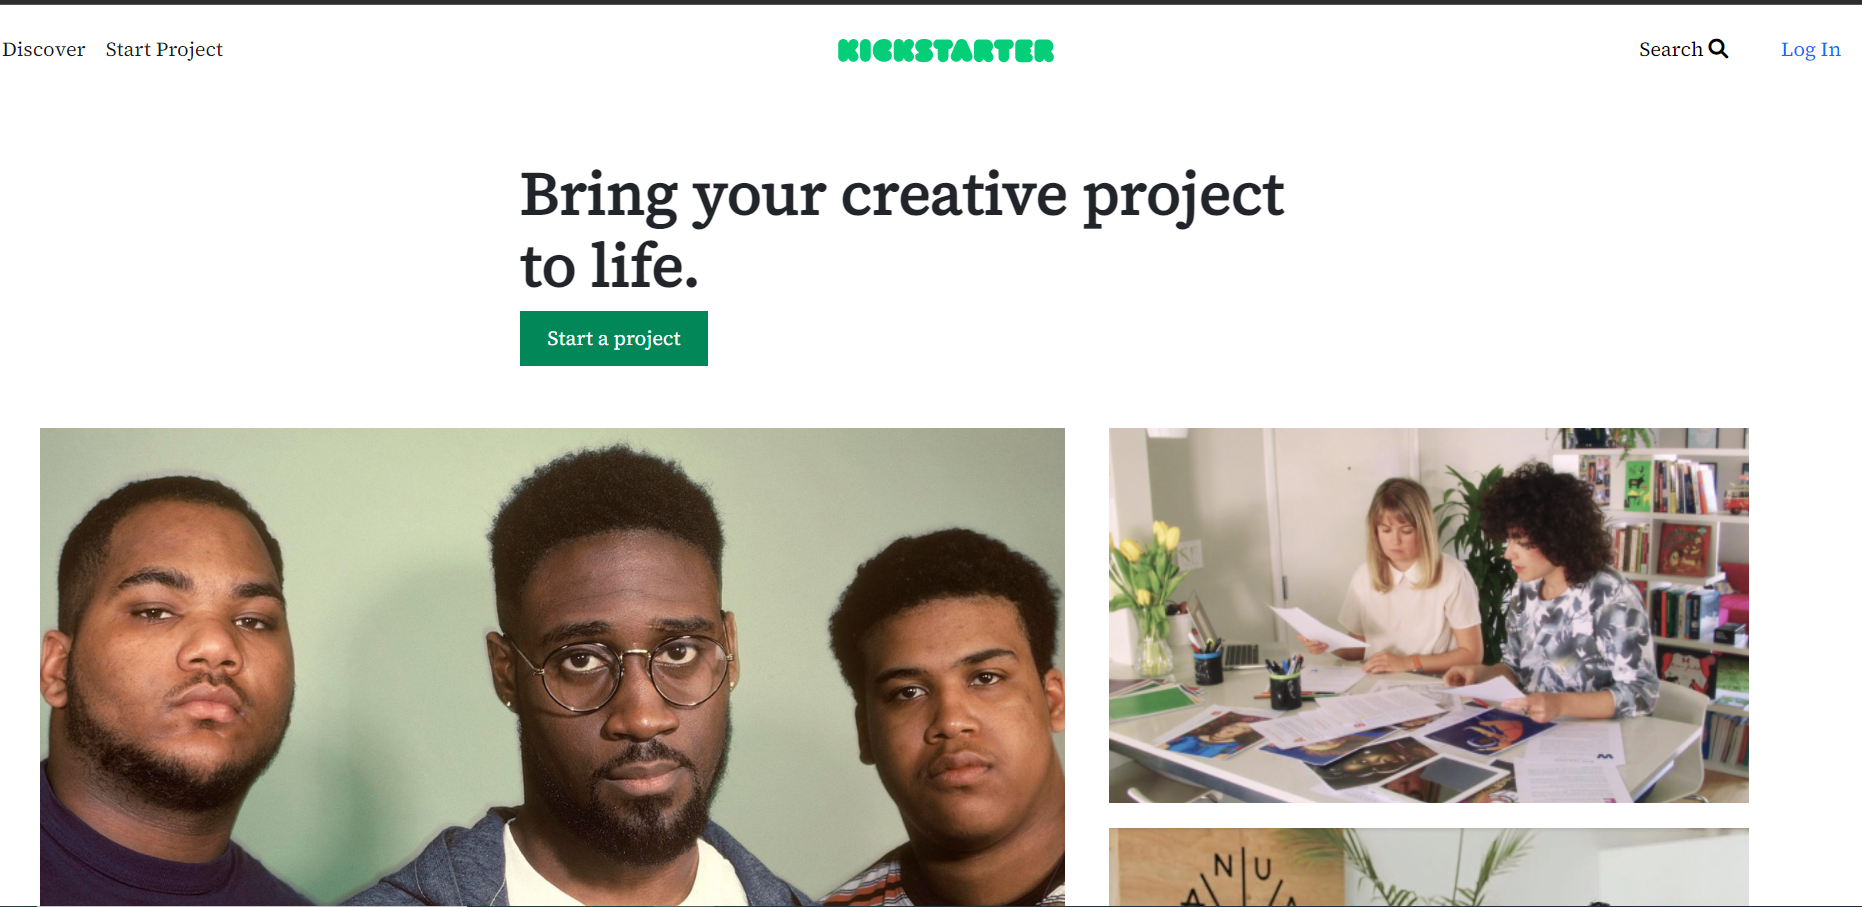 Discover Start Project KICKSTARTER Search Log In
Bring your creative project
to life.
Start a project